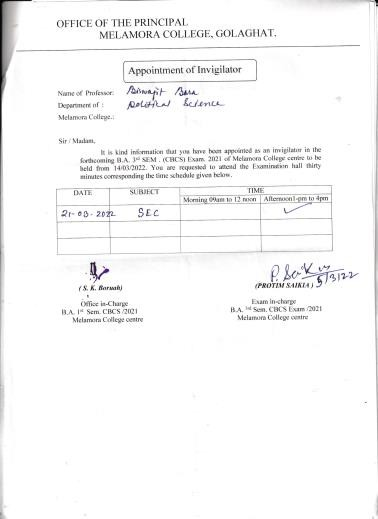 OFFICE OF THE PRINCIPAL
MELAMORA COLLEGE, GOLAGHAT.
Appointment of Invigilator
Name of Professor: Biswajit Bora
Department of : Political Science
Melamora College.:
Sir / Madam,
It is kind information that you have been appointed as an invigilator in the
forthcoming B.A. 3rd SEM . (CBCS) Exam. 2021 of Melamora College centre to be
held from 14/03/2022. You are requested to attend the Examination hall thirty
minutes corresponding the time schedule given below.
DATE SUBJECT TIME
Morning 09am to 12 noon Afternoon1-pm to 4pm
21-03-2022 SEC ✓
P. Saikia
5/3/22
( S. K. Boruah) (PROTIM SAIKIA )
Office in-Charge Exam in-charge
B.A. 1st Sem. CBCS /2021 B.A. 3rd Sem. CBCS Exam /2021
Melamora College centre Melamora College centre